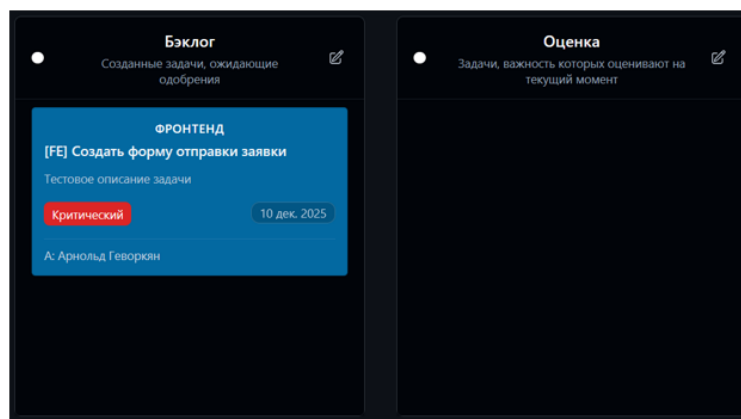 Бэклог
Созданные задачи, ожидающие
одобрения
ФРОНТЕНД
[FE] Создать форму отправки заявки
Тестовое описание задачи
Критический
10 дек. 2025
А: Арнольд Геворкян
Оценка
Задачи, важность которых оценивают на
текущий момент